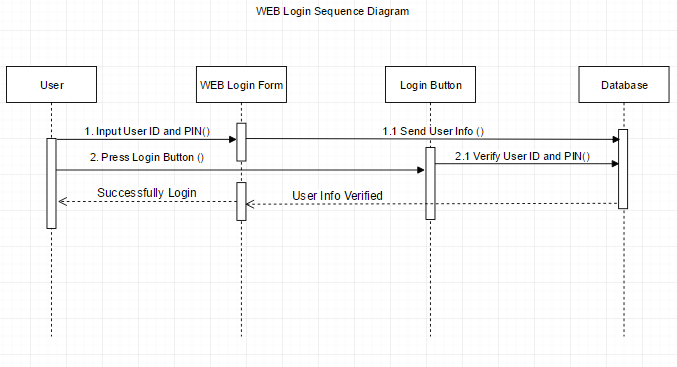 WEB Login Sequence Diagram
User
WEB Login Form
Login Button
Database
1. Input User ID and PIN()
1.1 Send User Info ()
2. Press Login Button ()
2.1 Verify User ID and PIN()
Successfully Login
User Info Verified